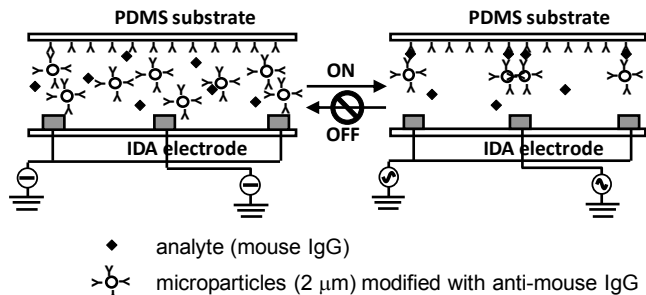 PDMS substrate
PDMS substrate
ON
OFF
IDA electrode
IDA electrode
analyte (mouse IgG)
microparticles (2 μm) modified with anti-mouse IgG